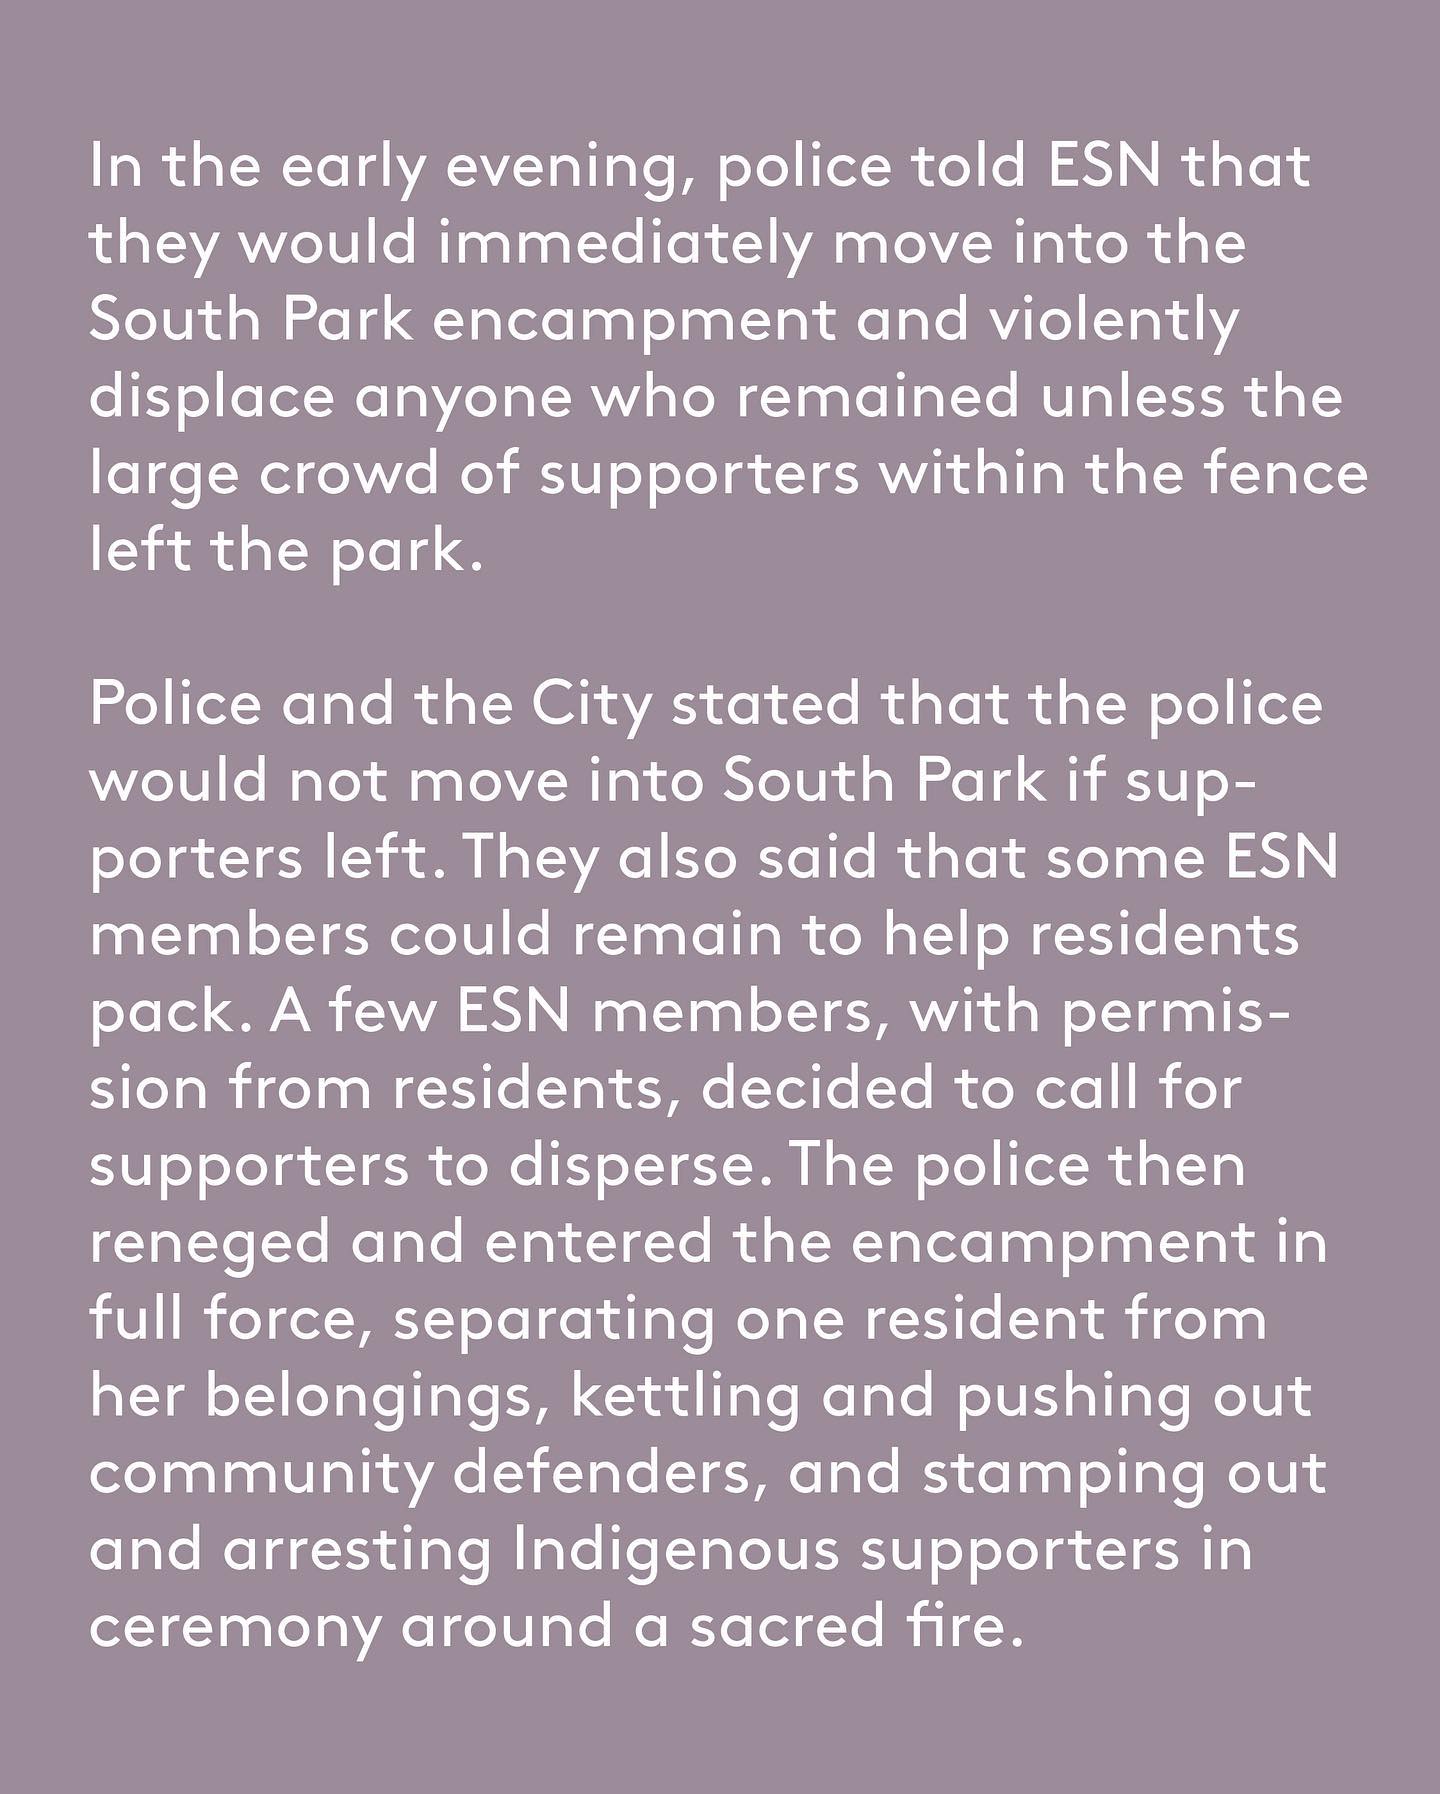 In the early evening, police told ESN that
they would immediately move into the
South Park encampment and violently
displace anyone who remained unless the
large crowd of supporters within the fence
left the park.
Police and the City stated that the police
would not move into South Park if sup-
porters left. They also said that some ESN
members could remain to help residents
pack. A few ESN members, with permis-
sion from residents, decided to call for
supporters to disperse. The police then
reneged and entered the encampment in
full force, separating one resident from
her belongings, kettling and pushing out
community defenders, and stamping out
and arresting Indigenous supporters in
ceremony around a sacred fire.